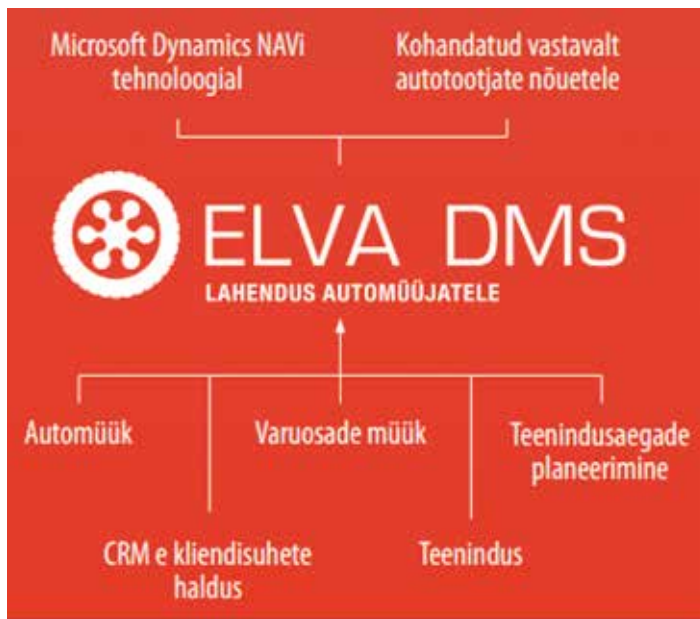 Microsoft Dynamics NAVi
tehnoloogial
Kohandatud vastavalt
autotootjate nõuetele
ELVA DMS
LAHENDUS AUTOMÜÜJATELE
Automüük
Varuosade müük
Teenindusaegade
planeerimine
CRM e kliendisuhete
haldus
Teenindus